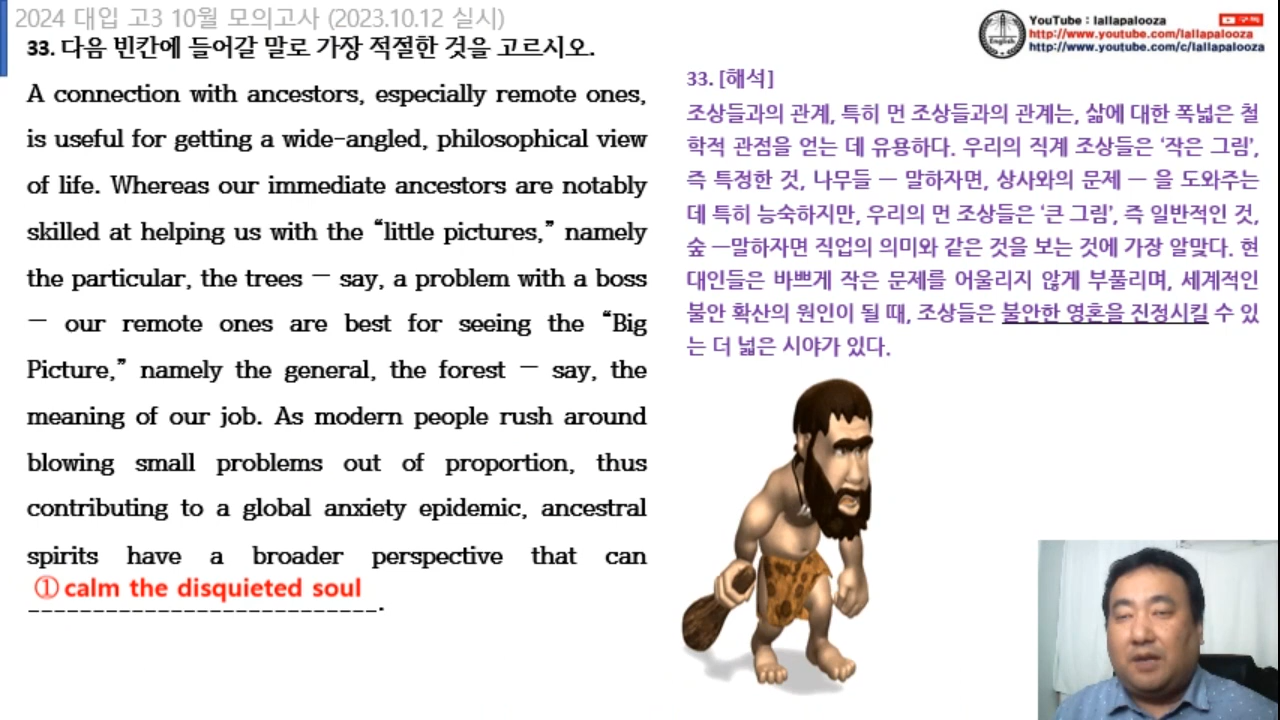 2024 대입 고3 10월 모의고사 (2023.10.12 실시)
33. 다음 빈칸에 들어갈 말로 가장 적절한 것을 고르시오.
A connection with ancestors, especially remote ones,
is useful for getting a wide-angled, philosophical view
of life. Whereas our immediate ancestors are notably
skilled at helping us with the “little pictures,” namely
the particular, the trees — say, a problem with a boss
— our remote ones are best for seeing the “Big
Picture,” namely the general, the forest — say, the
meaning of our job. As modern people rush around
blowing small problems out of proportion, thus
contributing to a global anxiety epidemic, ancestral
spirits have a broader perspective that can
① calm the disquieted soul
___________________________.
YouTube : lallapalooza
구독
http://www.youtube.com/lallapalooza
http://www.youtube.com/c/lallapalooza
English
33. [해석]
조상들과의 관계, 특히 먼 조상들과의 관계는, 삶에 대한 폭넓은 철
학적 관점을 얻는 데 유용하다. 우리의 직계 조상들은 ‘작은 그림’,
즉 특정한 것, 나무들 — 말하자면, 상사와의 문제 — 을 도와주는
데 특히 능숙하지만, 우리의 먼 조상들은 ‘큰 그림’, 즉 일반적인 것,
숲 —말하자면 직업의 의미와 같은 것을 보는 것에 가장 알맞다. 현
대인들은 바쁘게 작은 문제를 어울리지 않게 부풀리며, 세계적인
불안 확산의 원인이 될 때, 조상들은 불안한 영혼을 진정시킬 수 있
는 더 넓은 시야가 있다.